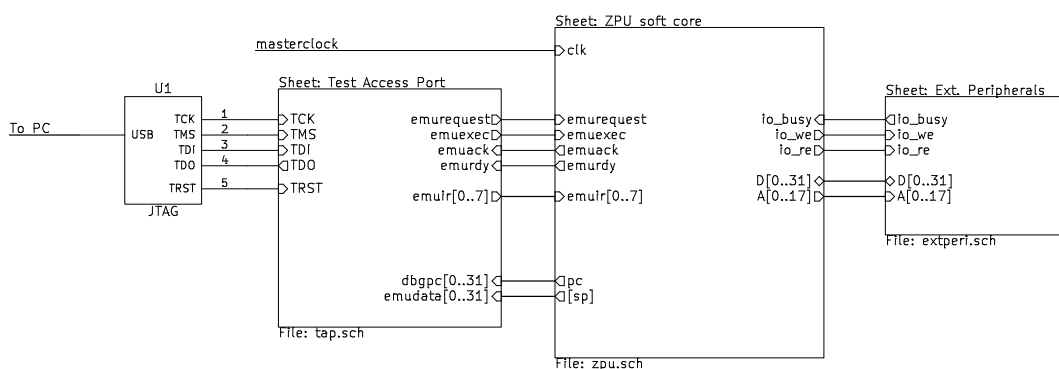 Sheet: ZPU soft core
masterclock
clk
U1
Sheet: Test Access Port
Sheet: Ext. Peripherals
To PC
USB
TCK
1
TCK
emurequest
emurequest
io_busy
io_busy
TMS
2
TMS
emuexec
emuexec
io_we
io_we
TDI
3
TDI
emuack
emuack
io_re
io_re
TDO
4
TDO
emurdy
emurdy
D[0..31]
D[0..31]
TRST
5
TRST
emuir[0..7]
emuir[0..7]
A[0..17]
A[0..17]
JTAG
File: extperi.sch
dbgpc[0..31]
pc
emudata[0..31]
[sp]
File: tap.sch
File: zpu.sch